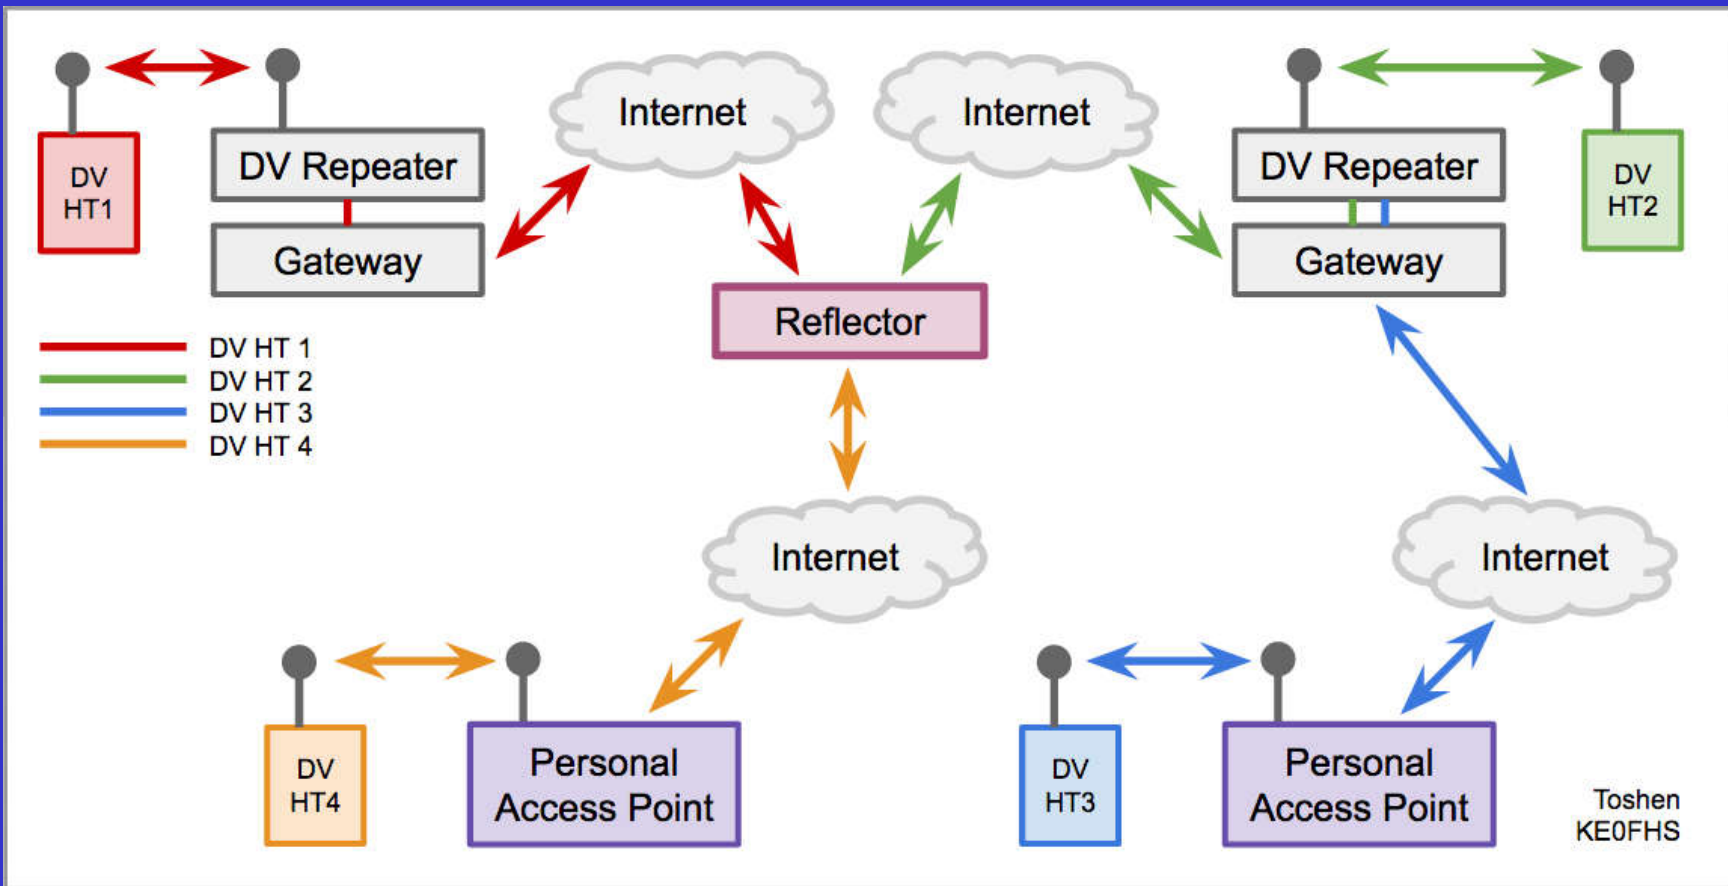 Internet
Internet
DV Repeater
DV Repeater
DV
HT1
DV
HT2
Gateway
Gateway
Reflector
DV HT 1
DV HT 2
DV HT 3
DV HT 4
Internet
Internet
DV
HT4
Personal
Access Point
DV
HT3
Personal
Access Point
Toshen
KE0FHS